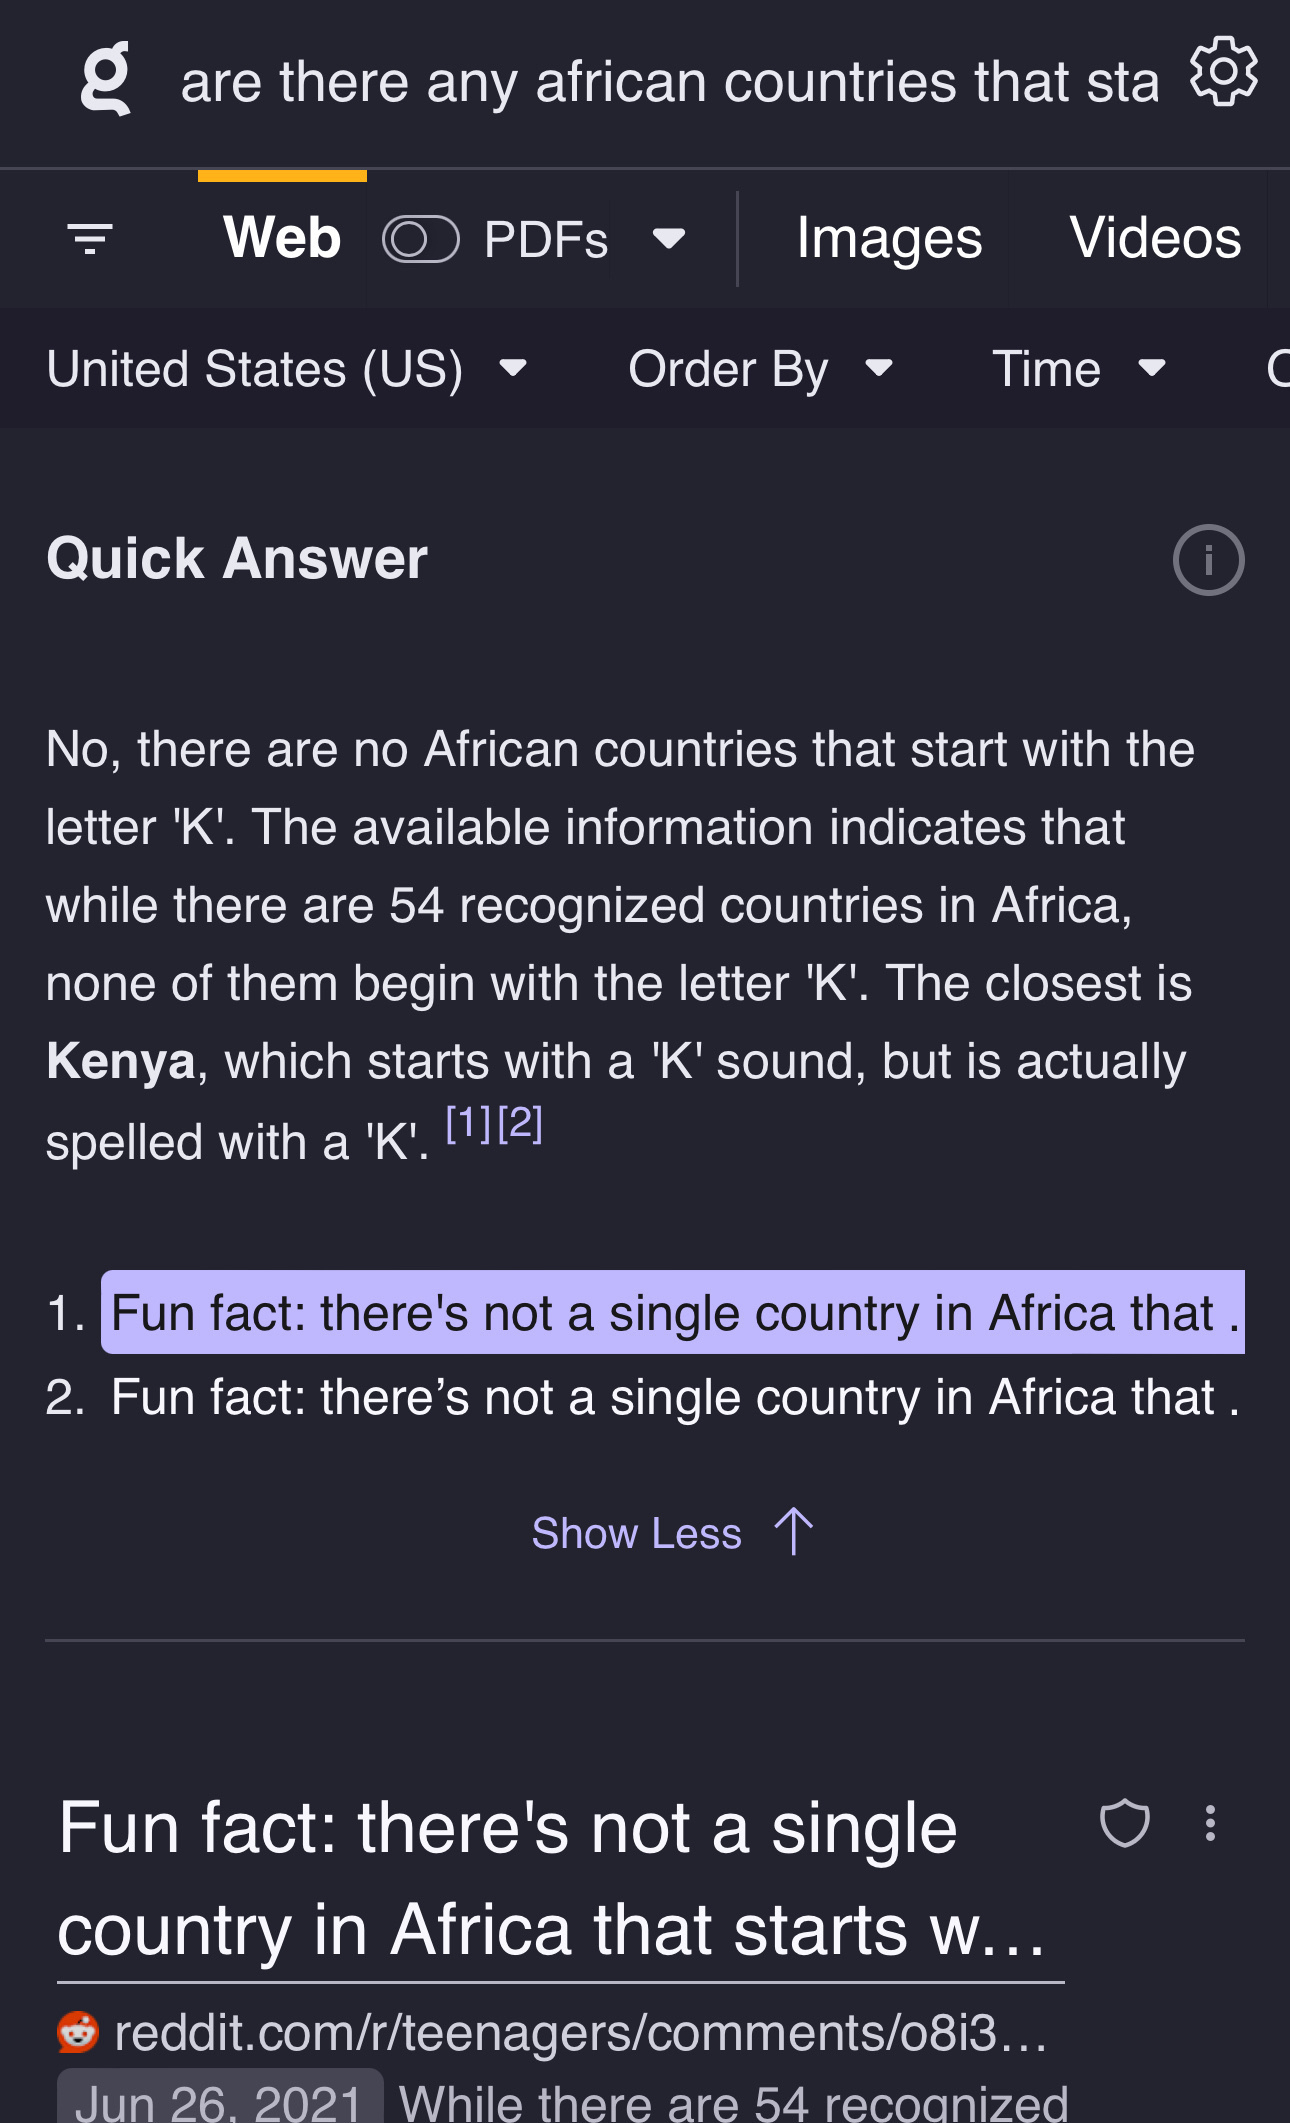 g are there any african countries that sta
Web PDFs Images Videos
United States (US) Order By Time
Quick Answer
i
No, there are no African countries that start with the
letter 'K'. The available information indicates that
while there are 54 recognized countries in Africa,
none of them begin with the letter 'K'. The closest is
Kenya, which starts with a 'K' sound, but is actually
spelled with a 'K'. [1][2]
1. Fun fact: there's not a single country in Africa that .
2. Fun fact: there’s not a single country in Africa that .
Show Less
Fun fact: there's not a single
country in Africa that starts w...
reddit.com/r/teenagers/comments/o8i3...
Jun 26, 2021 While there are 54 recognized